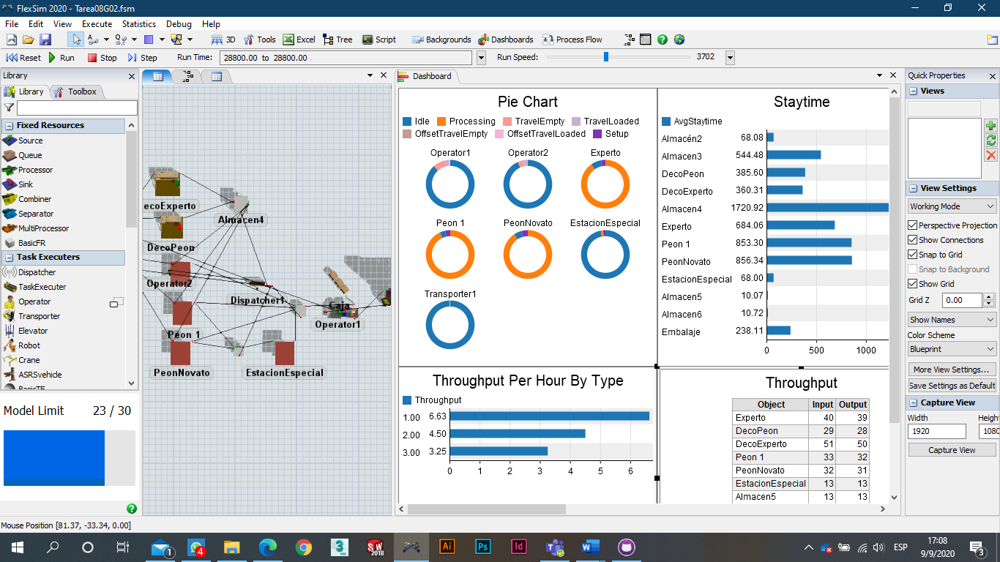 FlexSim 2020 - Tarea08G02.fsm
File Edit View Execute Statistics Debug Help
3D Tools Excel Tree Script Backgrounds Dashboards Process Flow
Reset Run Stop Step Run Time: 28800.00 to 28800.00 Run Speed: 3702
Library
Library Toolbox
Fixed Resources
Source
Queue
Processor
Sink
Combiner
Separator
MultiProcessor
BasicFR
Task Executers
Dispatcher
TaskExecuter
Operator
Transporter
Elevator
Robot
Crane
ASRSvehicle
BasicTE
Model Limit 23 / 30
ecoExperto
Almacen4
DecoPeon
Operator2
Dispatcher1
Caja
Operator1
Peon 1
PeonNovato
EstacionEspecial
Dashboard
Pie Chart
Idle Processing TravelEmpty TravelLoaded
OffsetTravelEmpty OffsetTravelLoaded Setup
Operator1 Operator2 Experto
Peon 1 PeonNovato EstacionEspecial
Transporter1
Staytime
AvgStaytime
Almacén2 68.08
Almacen3 544.48
DecoPeon 385.60
DecoExperto 360.31
Almacen4 1720.92
Experto 684.06
Peon 1 853.30
PeonNovato 856.34
EstacionEspecial 68.00
Almacen5 10.07
Almacen6 10.72
Embalaje 238.11
0 500 1000
Throughput Per Hour By Type
Throughput
1.00 6.63
2.00 4.50
3.00 3.25
0 1 2 3 4 5 6
Throughput
Object Input Output
Experto 40 39
DecoPeon 29 28
DecoExperto 51 50
Peon 1 33 32
PeonNovato 32 31
EstacionEspecial 13 13
Almacen5 13 13
Quick Properties
Views
View Settings
Working Mode
Perspective Projection
Show Connections
Snap to Grid
Snap to Background
Show Grid
Grid Z 0.00
Show Names
Color Scheme
Blueprint
More View Settings...
Save Settings as Default
Capture View
Width Height
1920 1080
Capture View
Mouse Position [81.37, -33.34, 0.00]
1
4
3
SW
2018
Ai
Ps
Id
ESP
17:08
9/9/2020
3